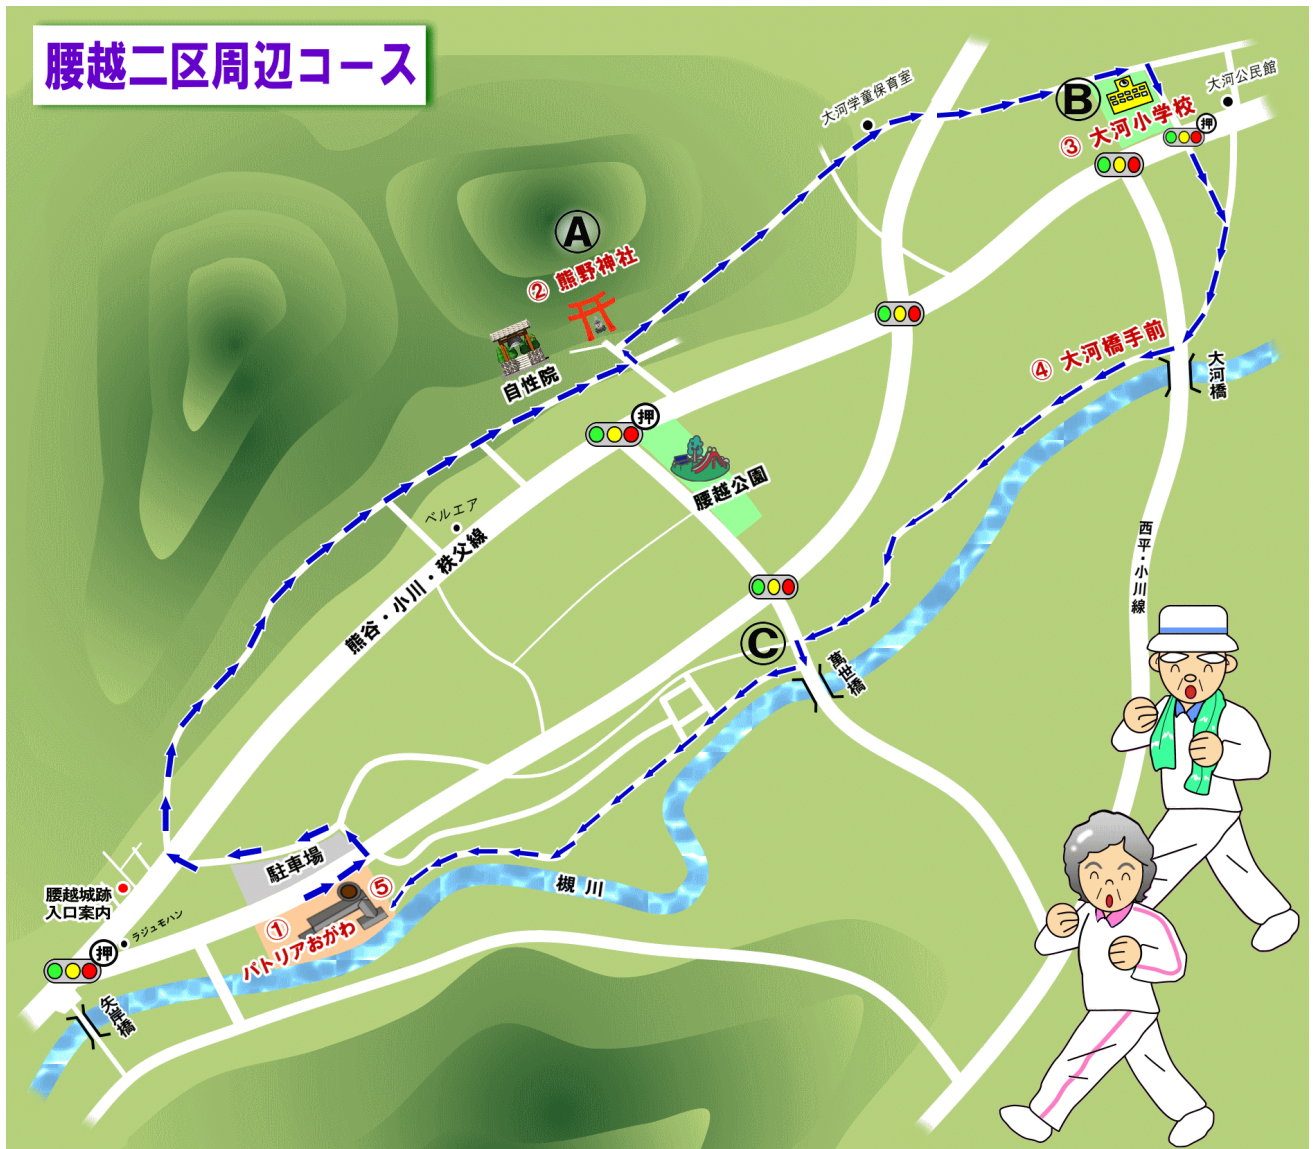 腰越二区周辺コース
大河学童保育室
大河公民館
Ⓑ
③ 大河小学校
押
Ⓐ
② 熊野神社
自性院
④ 大河橋手前
大河橋
押
腰越公園
ベルエア
熊谷・小川・秩父線
西平・小川線
Ⓒ
萬世橋
駐車場
槻川
⑤
腰越城跡
入口案内
ラジュモハン
① パトリアおがわ
押
矢岸橋